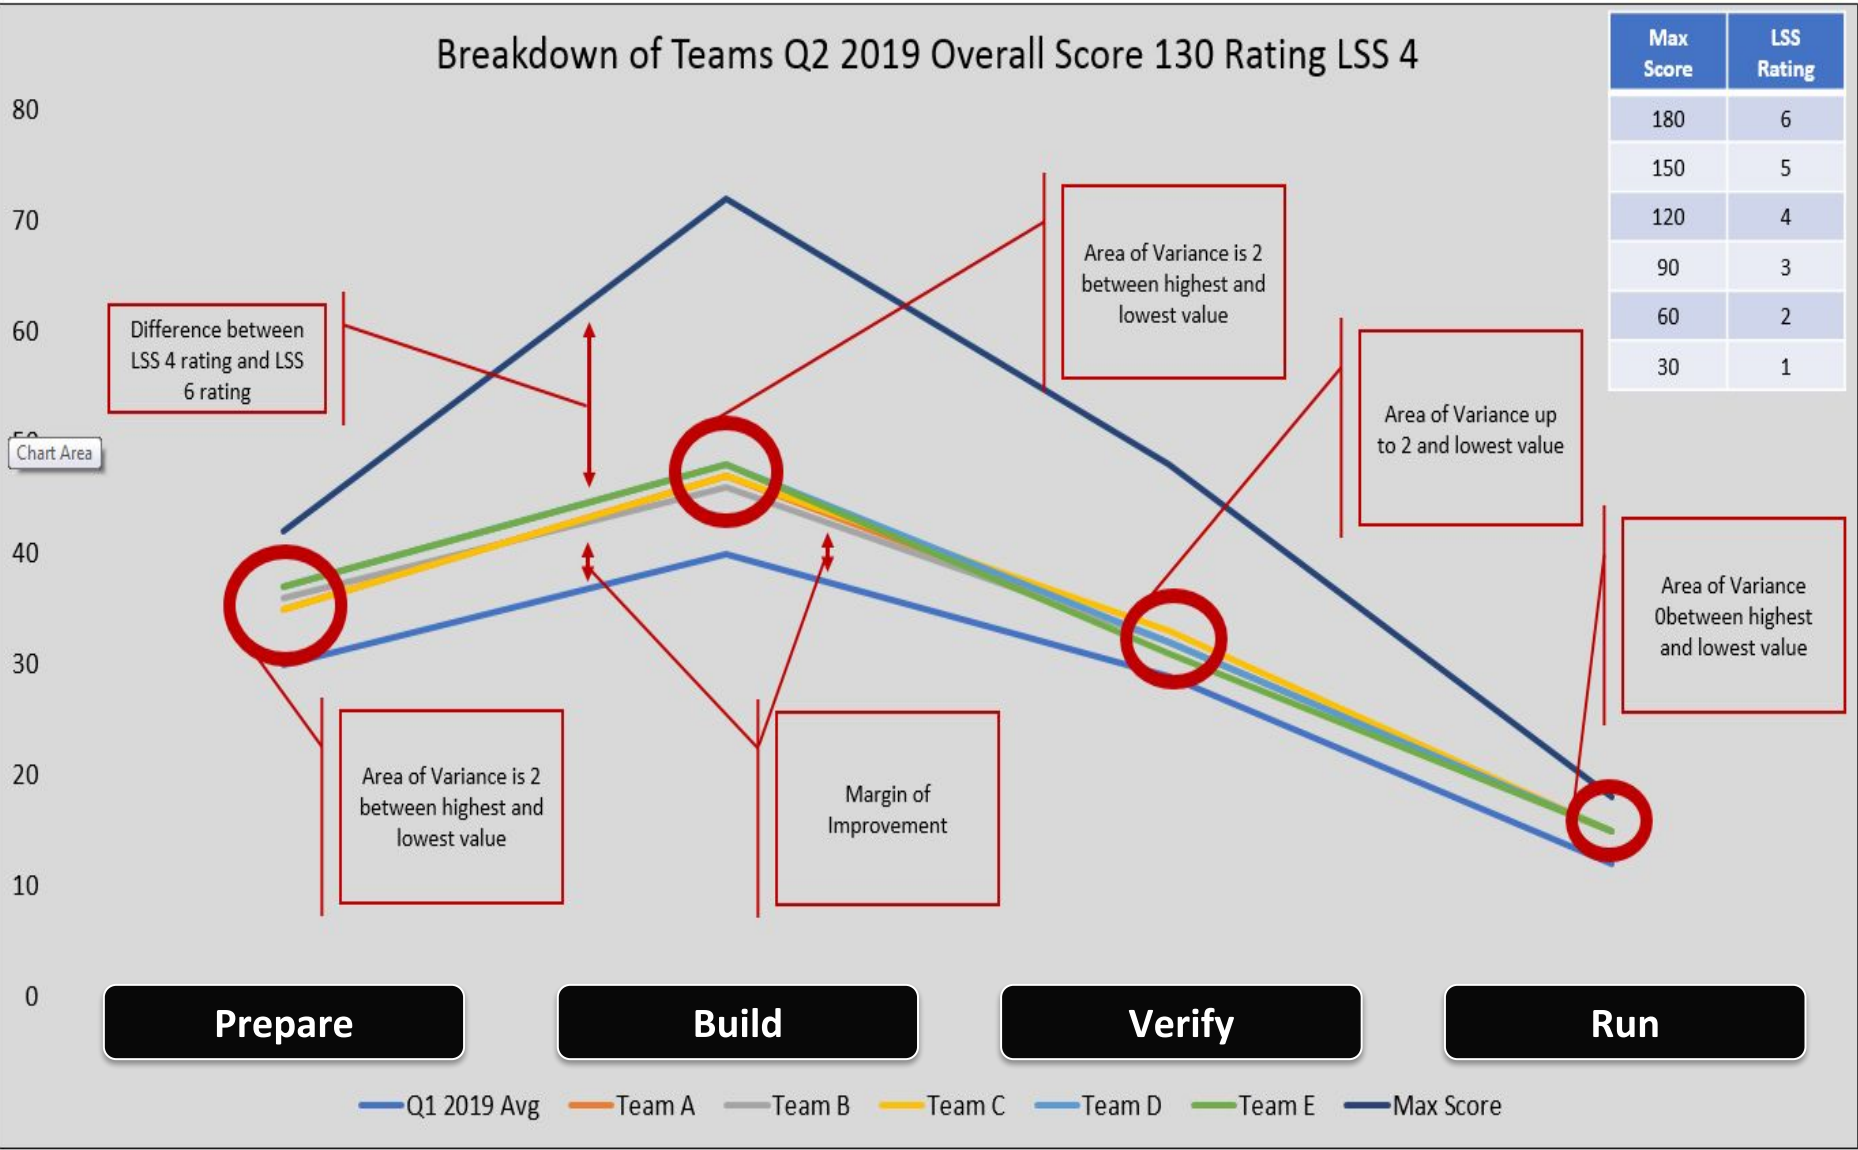 Breakdown of Teams Q2 2019 Overall Score 130 Rating LSS 4
Max Score LSS Rating
180 6
150 5
120 4
90 3
60 2
30 1
80
70
60
50
Chart Area
40
30
20
10
0
Difference between
LSS 4 rating and LSS
6 rating
Area of Variance is 2
between highest and
lowest value
Area of Variance up
to 2 and lowest value
Area of Variance
0between highest
and lowest value
Area of Variance is 2
between highest and
lowest value
Margin of
Improvement
Prepare Build Verify Run
Q1 2019 Avg Team A Team B Team C Team D Team E Max Score